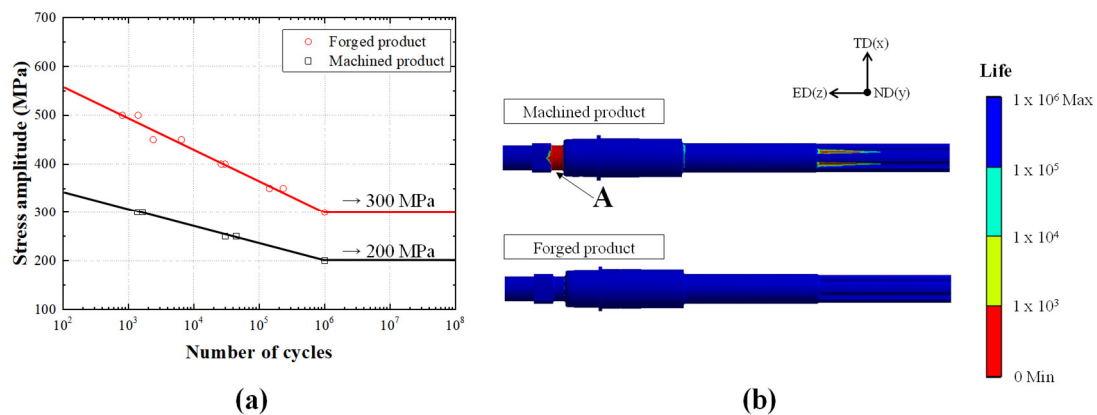 700
600
500
400
300
200
100
Stress amplitude (MPa)
Forged product
Machined product
→ 300 MPa
→ 200 MPa
10²
10³
10⁴
10⁵
10⁶
10⁷
10⁸
Number of cycles
(a)
TD(x)
ED(z)
ND(y)
Machined product
A
Forged product
Life
1 x 10⁶ Max
1 x 10⁵
1 x 10⁴
1 x 10³
0 Min
(b)